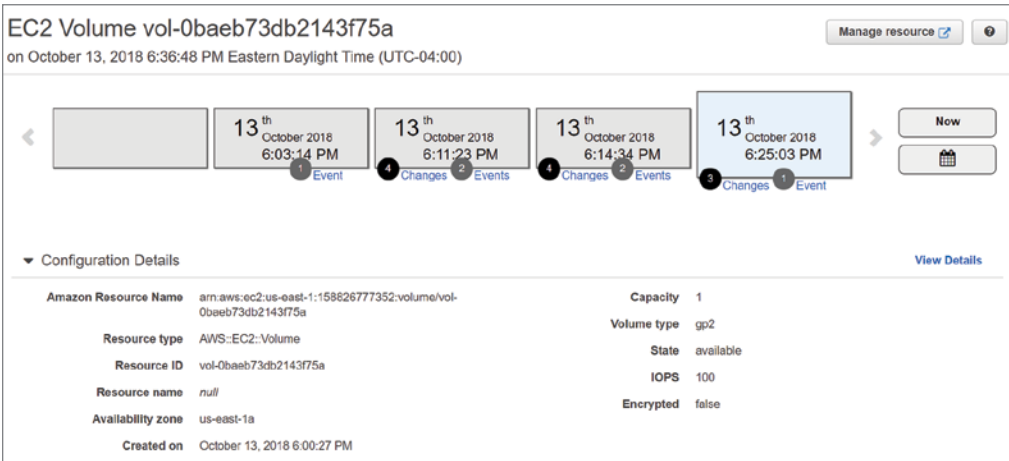 EC2 Volume vol-0baeb73db2143f75a
Manage resource
?
on October 13, 2018 6:36:48 PM Eastern Daylight Time (UTC-04:00)
13 th October 2018 6:03:14 PM
1 Event
13 th October 2018 6:11:23 PM
4 Changes 2 Events
13 th October 2018 6:14:34 PM
4 Changes 2 Events
13 th October 2018 6:25:03 PM
3 Changes 1 Event
Now
Configuration Details
View Details
Amazon Resource Name arn:aws:ec2:us-east-1:158826777352:volume/vol-
0baeb73db2143f75a
Resource type AWS::EC2::Volume
Resource ID vol-0baeb73db2143f75a
Resource name null
Availability zone us-east-1a
Created on October 13, 2018 6:00:27 PM
Capacity 1
Volume type gp2
State available
IOPS 100
Encrypted false